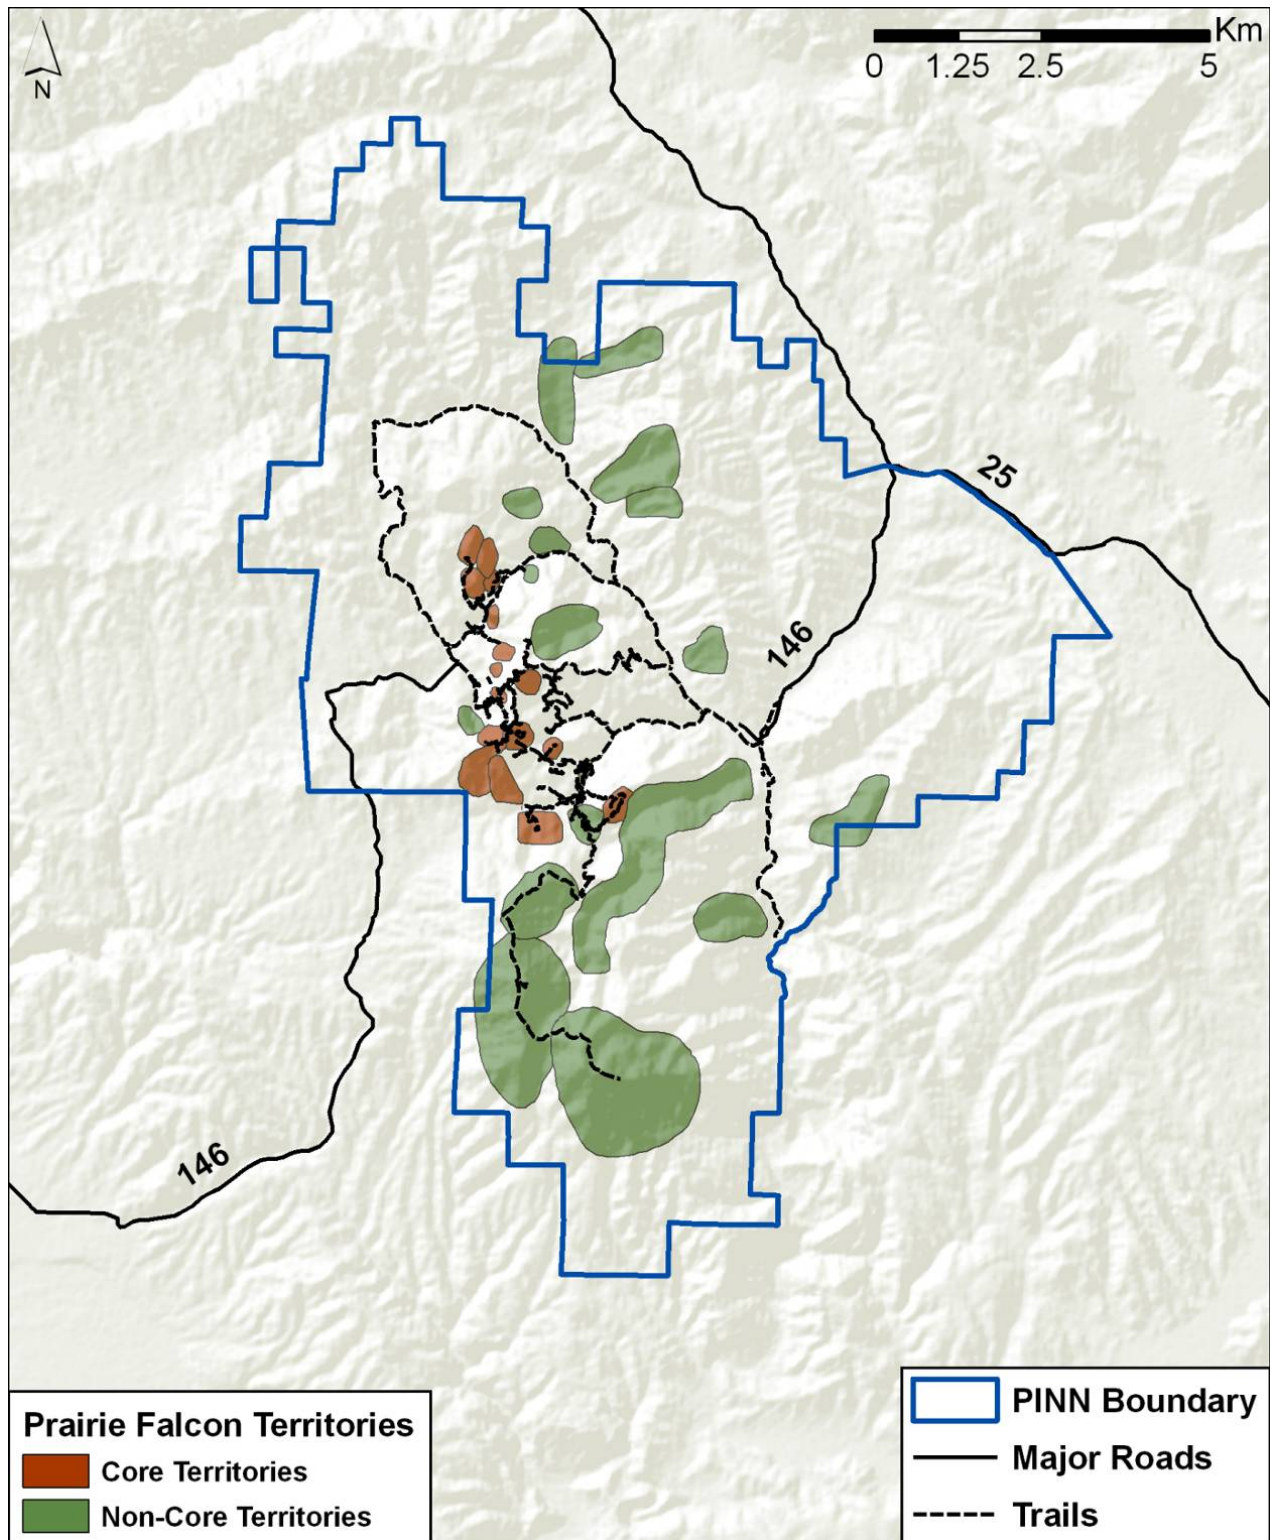 N
Km
0 1.25 2.5 5
25
146
146
Prairie Falcon Territories
Core Territories
Non-Core Territories
PINN Boundary
Major Roads
Trails